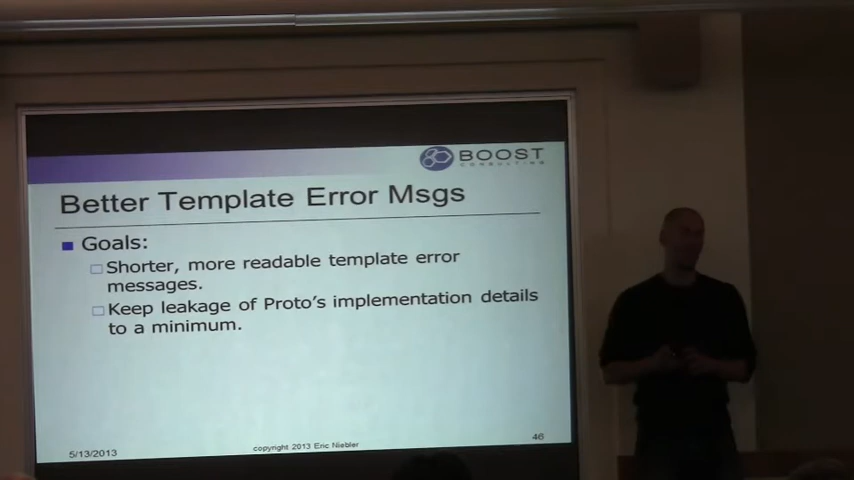 BOOST
CONSULTING
Better Template Error Msgs
Goals:
Shorter, more readable template error
messages.
Keep leakage of Proto's implementation details
to a minimum.
5/13/2013
copyright 2013 Eric Niebler
46